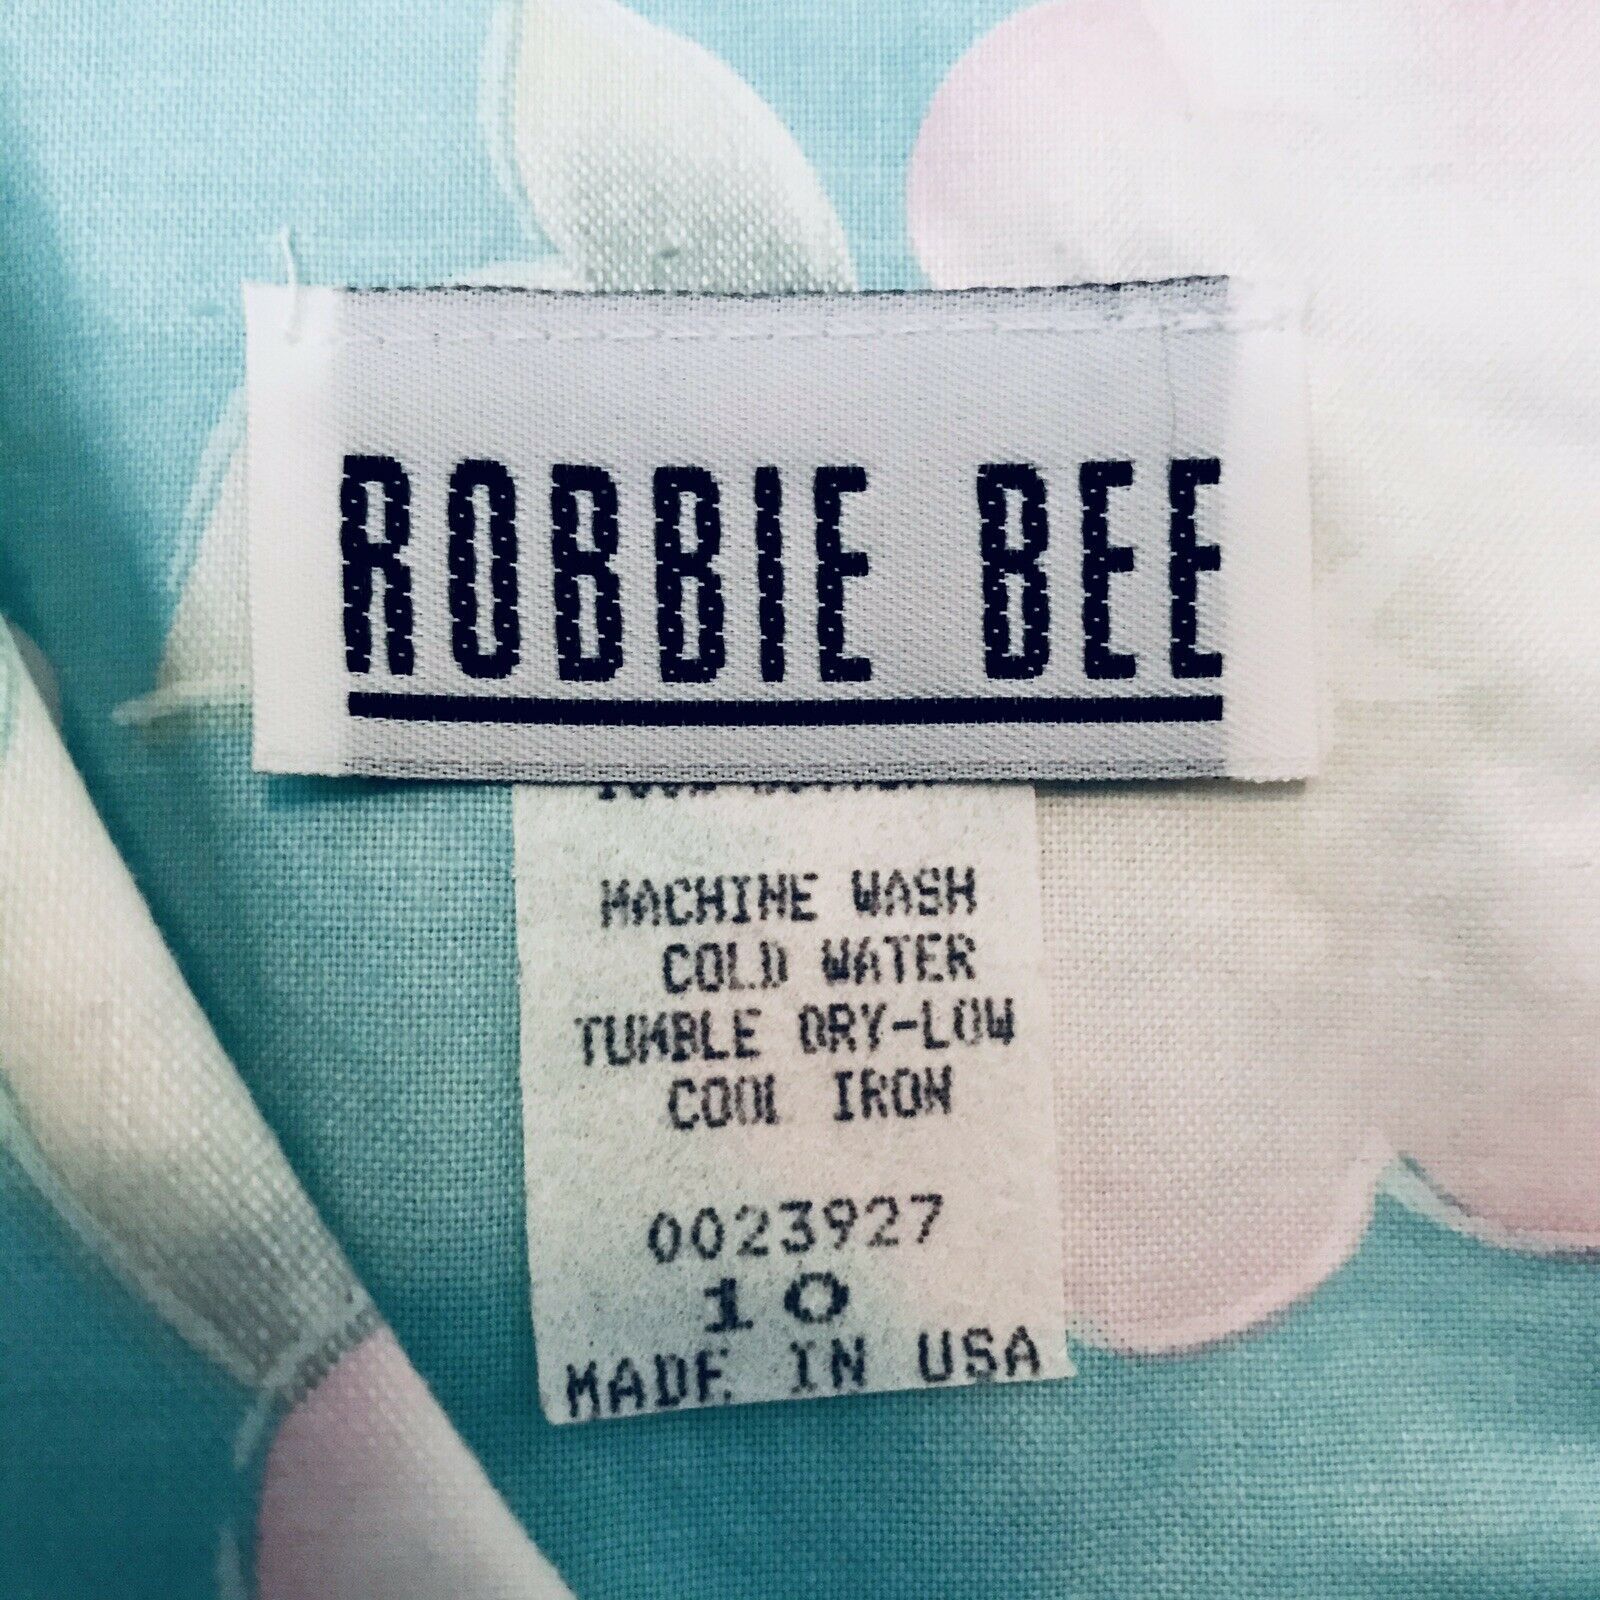 ROBBIE BEE
MACHINE WASH
COLD WATER
TUMBLE DRY-LOW
COOL IRON
0023927
10
MADE IN USA